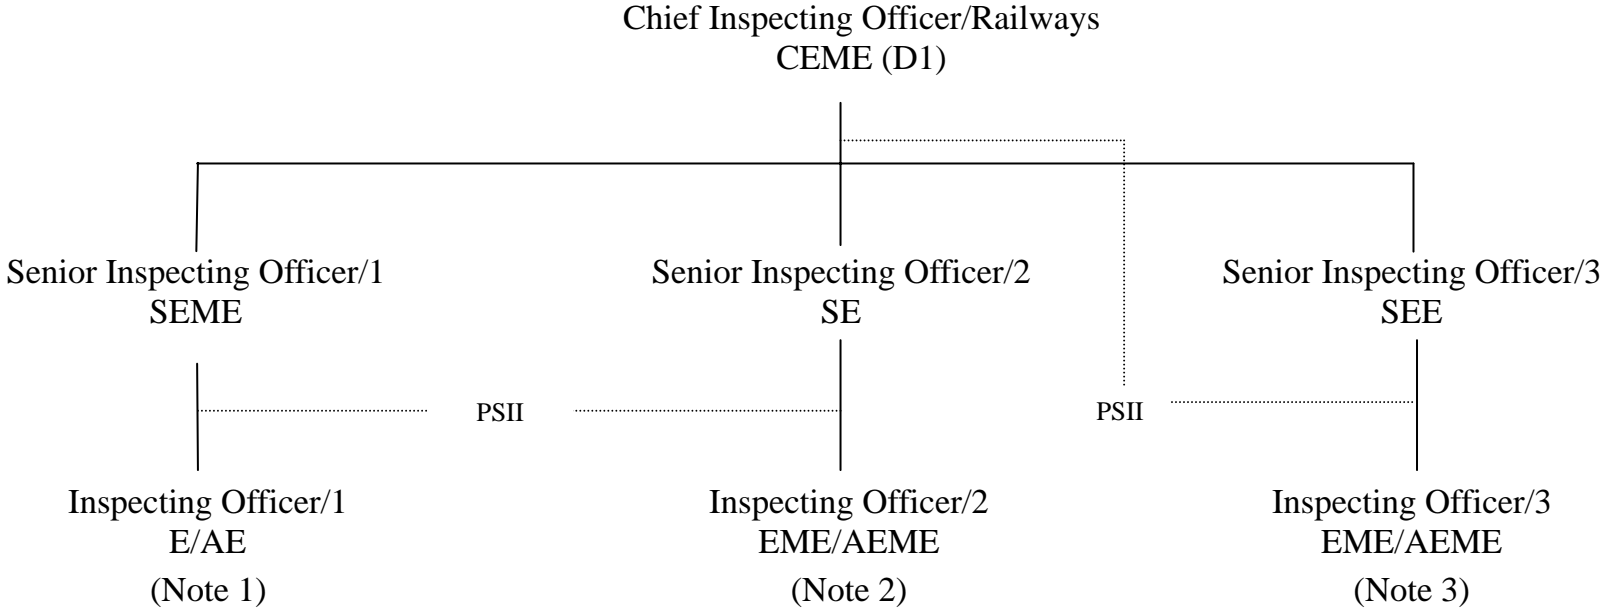 Chief Inspecting Officer/Railways
CEME (D1)
Senior Inspecting Officer/1
SEME
Senior Inspecting Officer/2
SE
Senior Inspecting Officer/3
SEE
PSII
PSII
Inspecting Officer/1
E/AE
(Note 1)
Inspecting Officer/2
EME/AEME
(Note 2)
Inspecting Officer/3
EME/AEME
(Note 3)